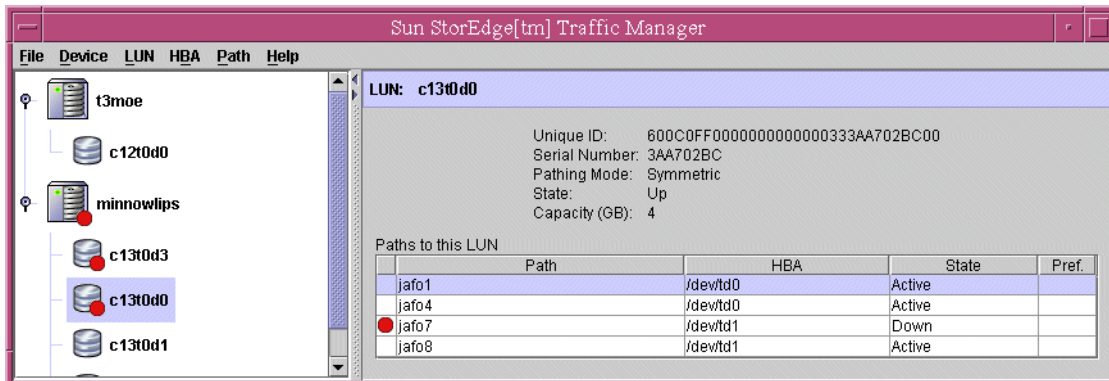 Sun StorEdge[tm] Traffic Manager
File Device LUN HBA Path Help
t3moe
c12t0d0
minnowlips
c13t0d3
c13t0d0
c13t0d1
LUN: c13t0d0
Unique ID: 600C0FF0000000000000333AA702BC00
Serial Number: 3AA702BC
Pathing Mode: Symmetric
State: Up
Capacity (GB): 4
Paths to this LUN
Path HBA State Pref.
jafo1 /dev/td0 Active
jafo4 /dev/td0 Active
jafo7 /dev/td1 Down
jafo8 /dev/td1 Active